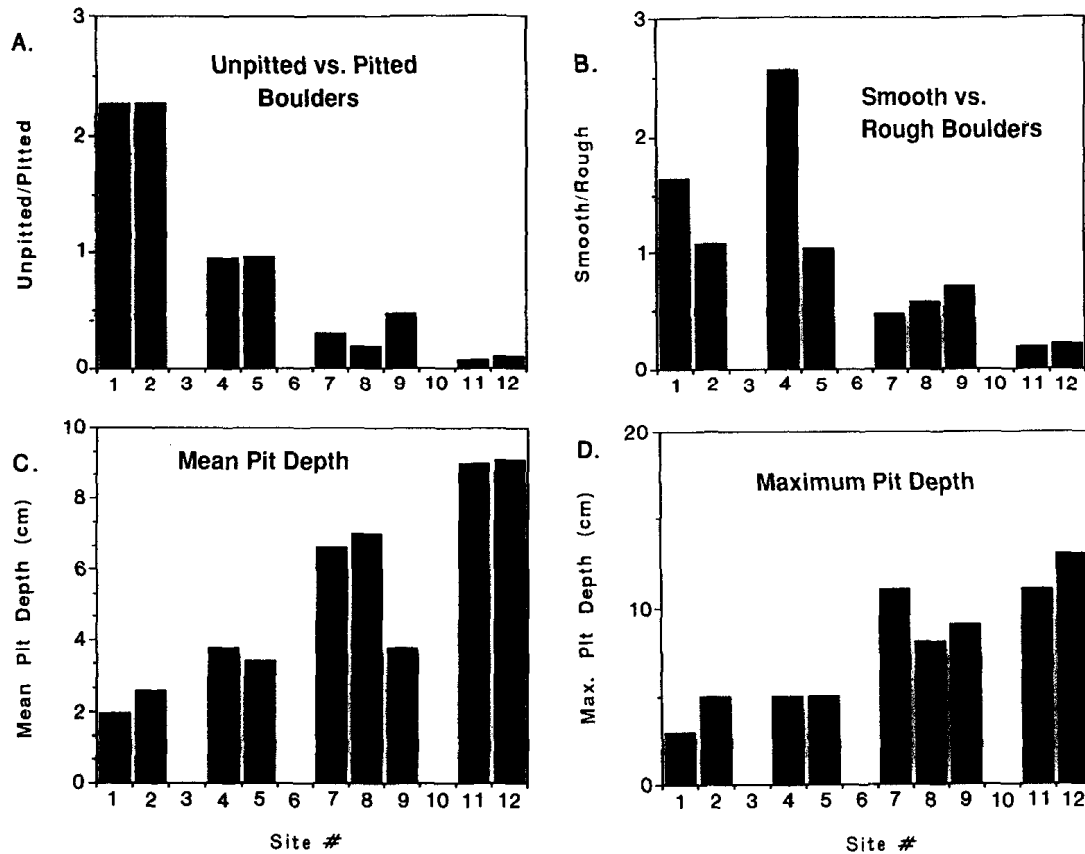 A.
Unpitted vs. Pitted
Boulders
Unpitted/Pitted
3
2
1
0
1 2 3 4 5 6 7 8 9 10 11 12
B.
Smooth vs.
Rough Boulders
Smooth/Rough
3
2
1
0
1 2 3 4 5 6 7 8 9 10 11 12
C.
Mean Pit Depth
Mean Pit Depth (cm)
10
8
6
4
2
0
1 2 3 4 5 6 7 8 9 10 11 12
Site #
D.
Maximum Pit Depth
Max. Pit Depth (cm)
20
10
0
1 2 3 4 5 6 7 8 9 10 11 12
Site #